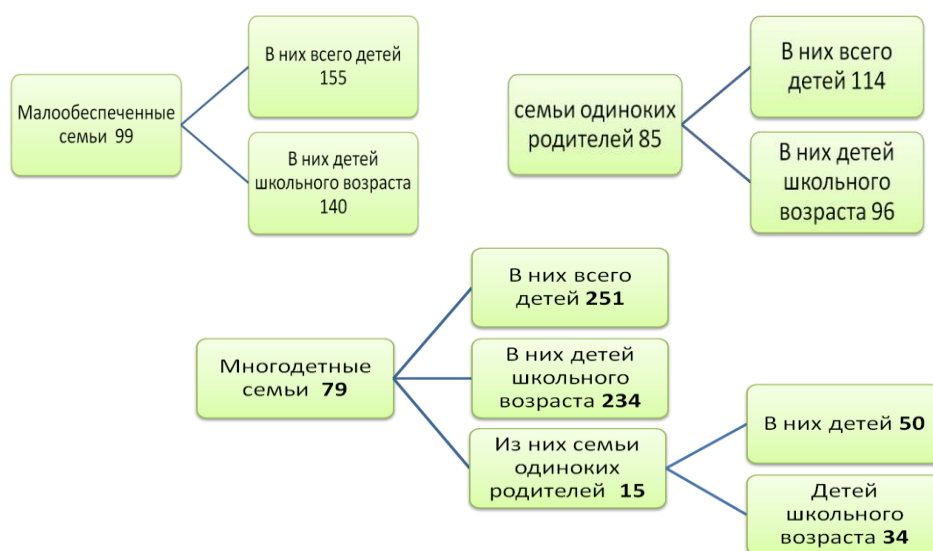 Малообеспеченные
семьи 99
В них всего детей
155
В них детей
школьного возраста
140
семьи одиноких
родителей 85
В них всего
детей 114
В них детей
школьного
возраста 96
Многодетные
семьи 79
В них всего
детей 251
В них детей
школьного
возраста 234
Из них семьи
одиноких
родителей 15
В них детей 50
Детей
школьного
возраста 34